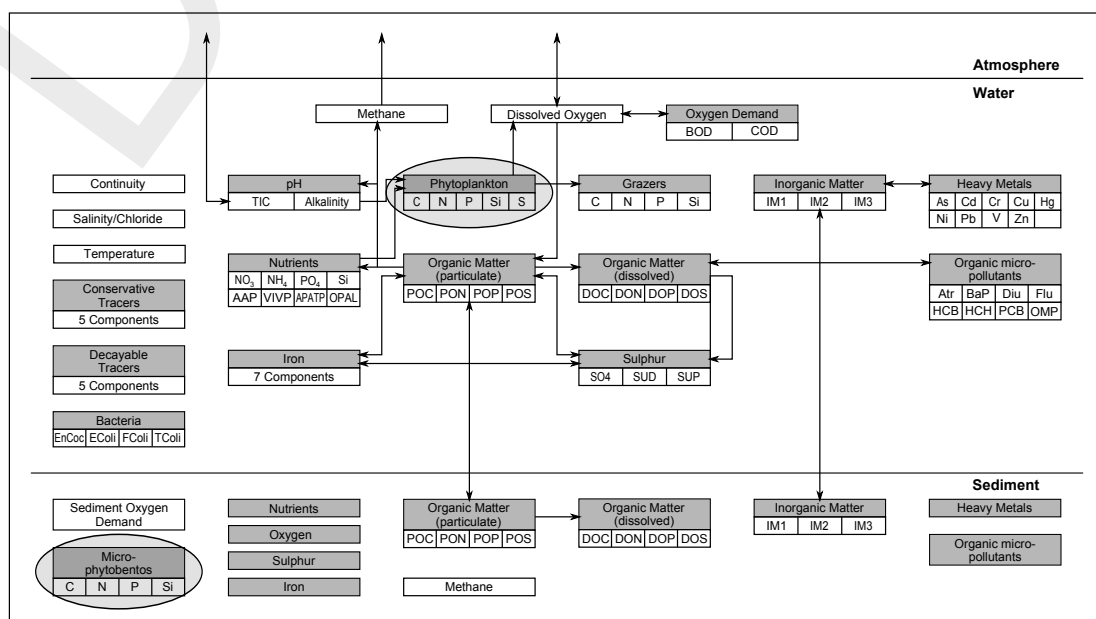 Atmosphere
Water
Methane
Dissolved Oxygen
Oxygen Demand
BOD COD
Continuity
pH
TIC Alkalinity
Phytoplankton
C N P Si S
Grazers
C N P Si
Inorganic Matter
IM1 IM2 IM3
Heavy Metals
As Cd Cr Cu Hg
Ni Pb V Zn
Salinity/Chloride
Temperature
Nutrients
NO3 NH4 PO4 Si
AAP VIVP APATP OPAL
Organic Matter
(particulate)
POC PON POP POS
Organic Matter
(dissolved)
DOC DON DOP DOS
Organic micro-
pollutants
Atr BaP Diu Flu
HCB HCH PCB OMP
Conservative
Tracers
5 Components
Decayable
Tracers
5 Components
Iron
7 Components
Sulphur
SO4 SUD SUP
Bacteria
EnCoc EColi FColi TColi
Sediment
Sediment Oxygen
Demand
Nutrients
Oxygen
Sulphur
Iron
Organic Matter
(particulate)
POC PON POP POS
Organic Matter
(dissolved)
DOC DON DOP DOS
Inorganic Matter
IM1 IM2 IM3
Heavy Metals
Organic micro-
pollutants
Micro-
phytobentos
C N P Si
Methane